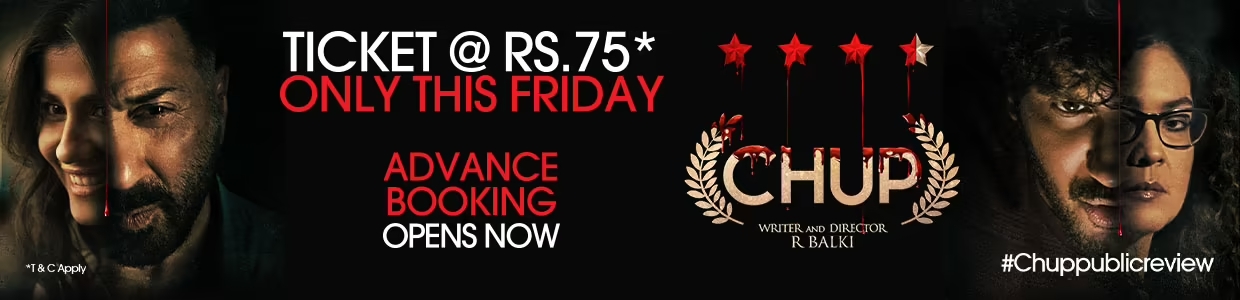 TICKET @ RS.75*
ONLY THIS FRIDAY
ADVANCE
BOOKING
OPENS NOW
*T & C Apply
CHUP
WRITER AND DIRECTOR
R BALKI
#Chuppublicreview